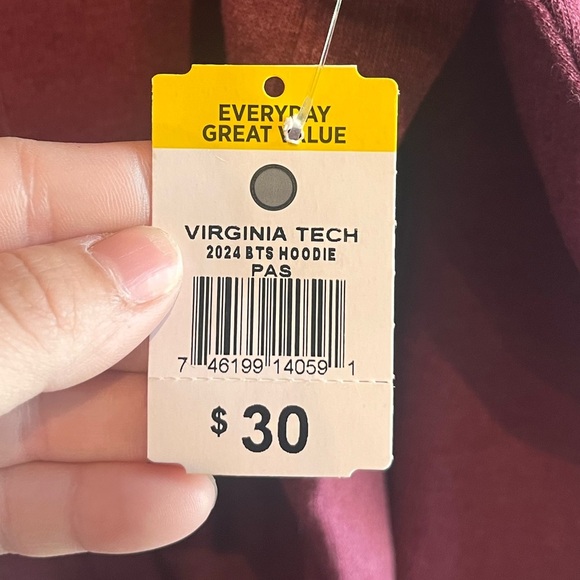 EVERYDAY
GREAT VALUE
VIRGINIA TECH
2024 BTS HOODIE
PAS
7 46199 14059 1
$ 30